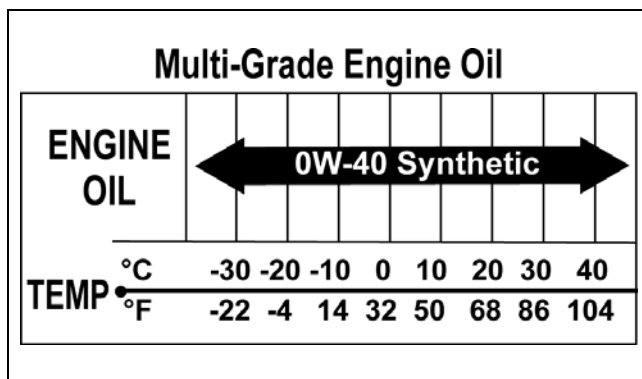 Multi-Grade Engine Oil
ENGINE
OIL
0W-40 Synthetic
°C -30 -20 -10 0 10 20 30 40
TEMP
°F -22 -4 14 32 50 68 86 104